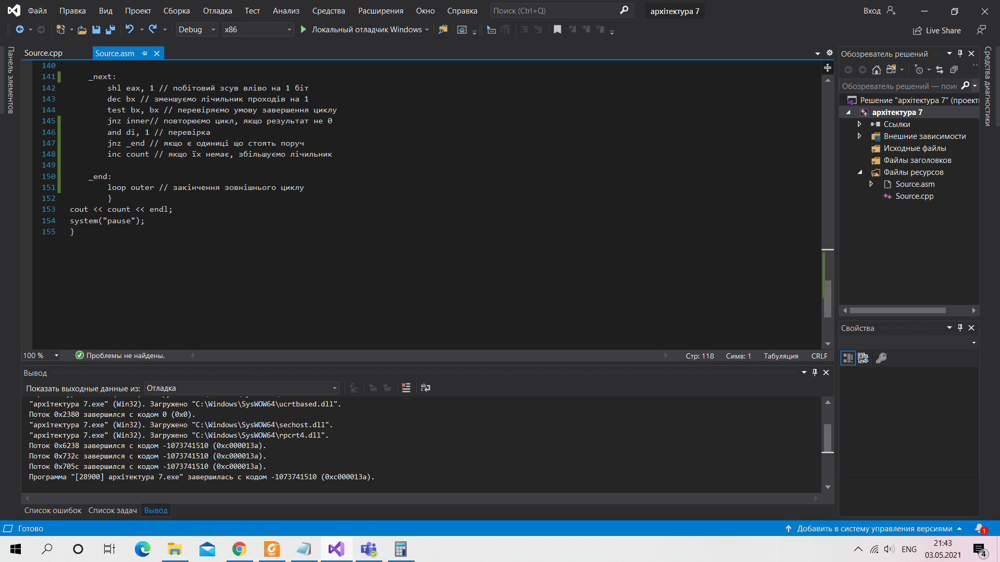 Файл Правка Вид Проект Сборка Отладка Тест Анализ Средства Расширения Окно Справка Поиск (Ctrl+Q) архітектура 7 Вход
Debug x86 Локальный отладчик Windows Live Share
Панель элементов
Source.cpp Source.asm
140
141 _next:
142 shl eax, 1 // побітовий зсув вліво на 1 біт
143 dec bx // зменшуємо лічильник проходів на 1
144 test bx, bx // перевіряємо умову завершення циклу
145 jnz inner// повторюємо цикл, якщо результат не 0
146 and di, 1 // перевірка
147 jnz _end // якщо є одиниці що стоять поруч
148 inc count // якщо їх немає, збільшуємо лічильник
149
150 _end:
151 loop outer // закінчення зовнішнього циклу
152 }
153 cout << count << endl;
154 system("pause");
155 }
100 % Проблемы не найдены. Стр: 118 Симв: 1 Табуляция CRLF
Вывод
Показать выходные данные из: Отладка
"архітектура 7.exe" (Win32). Загружено "C:\Windows\SysWOW64\ucrtbased.dll".
Поток 0x2380 завершился с кодом 0 (0x0).
"архітектура 7.exe" (Win32). Загружено "C:\Windows\SysWOW64\sechost.dll".
"архітектура 7.exe" (Win32). Загружено "C:\Windows\SysWOW64\rpcrt4.dll".
Поток 0x6238 завершился с кодом -1073741510 (0xc000013a).
Поток 0x732c завершился с кодом -1073741510 (0xc000013a).
Поток 0x705c завершился с кодом -1073741510 (0xc000013a).
Программа "[28900] архітектура 7.exe" завершилась с кодом -1073741510 (0xc000013a).
Список ошибок Список задач Вывод
Обозреватель решений
Обозреватель решений — пои
Решение "архітектура 7" (проект
архітектура 7
Ссылки
Внешние зависимости
Исходные файлы
Файлы заголовков
Файлы ресурсов
Source.asm
Source.cpp
Свойства
Средства диагностики
Готово Добавить в систему управления версиями 1
ENG 21:43
03.05.2021 4